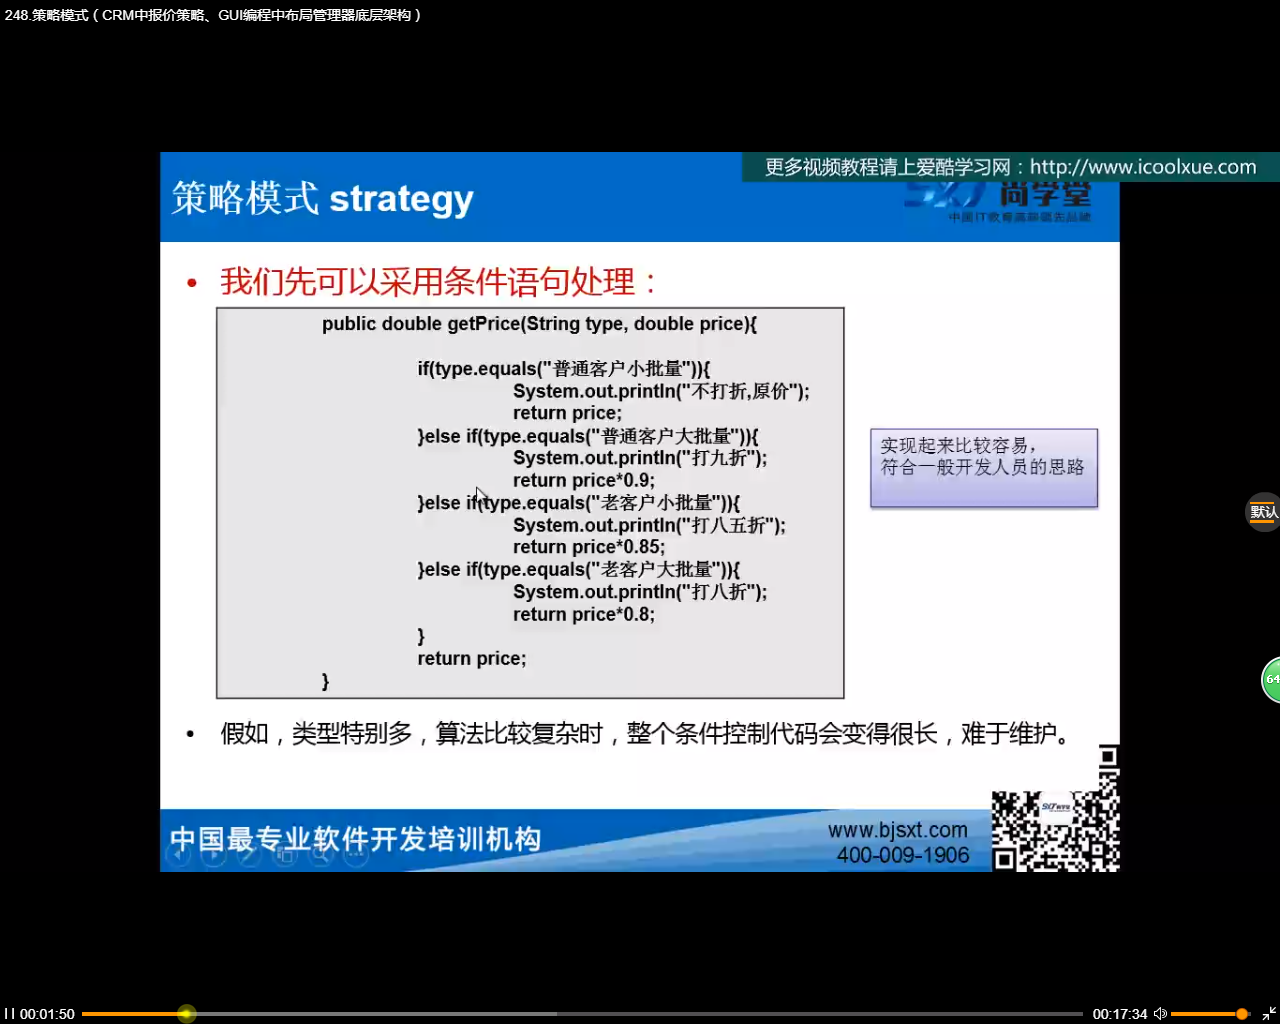 248.策略模式（CRM中报价策略、GUI编程中布局管理器底层架构）
更多视频教程请上爱酷学习网：http://www.icoolxue.com
策略模式 strategy
尚学堂
中国IT教育高端领先品牌
• 我们先可以采用条件语句处理：
public double getPrice(String type, double price){
if(type.equals("普通客户小批量")){
System.out.println("不打折,原价");
return price;
}else if(type.equals("普通客户大批量")){
System.out.println("打九折");
return price*0.9;
}else if(type.equals("老客户小批量")){
System.out.println("打八五折");
return price*0.85;
}else if(type.equals("老客户大批量")){
System.out.println("打八折");
return price*0.8;
}
return price;
}
实现起来比较容易，
符合一般开发人员的思路
默认
64
• 假如，类型特别多，算法比较复杂时，整个条件控制代码会变得很长，难于维护。
中国最专业软件开发培训机构
www.bjsxt.com
400-009-1906
00:01:50
00:17:34